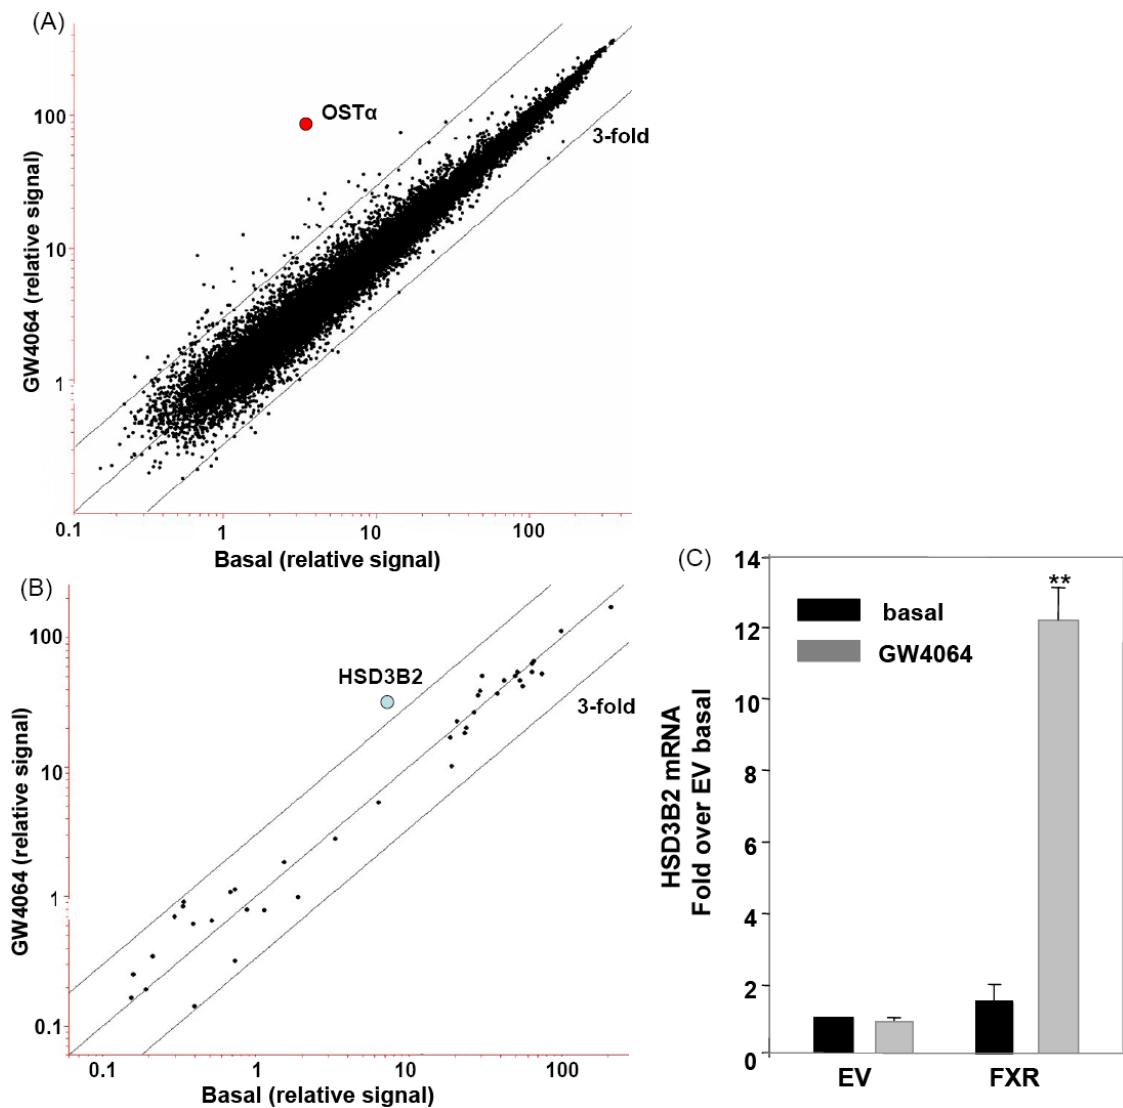 (A)
OSTα
3-fold
GW4064 (relative signal)
100
10
1
0.1
1
10
100
Basal (relative signal)
(B)
HSD3B2
3-fold
GW4064 (relative signal)
100
10
1
0.1
0.1
1
10
100
Basal (relative signal)
(C)
basal
GW4064
**
HSD3B2 mRNA
Fold over EV basal
14
12
10
8
6
4
2
0
EV
FXR